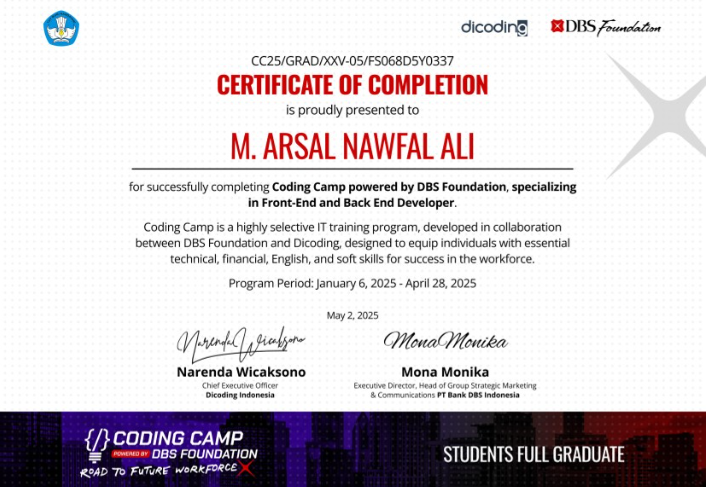 dicoding
DBS Foundation
CC25/GRAD/XXV-05/FS068D5Y0337
CERTIFICATE OF COMPLETION
is proudly presented to
M. ARSAL NAWFAL ALI
for successfully completing Coding Camp powered by DBS Foundation, specializing
in Front-End and Back End Developer.
Coding Camp is a highly selective IT training program, developed in collaboration
between DBS Foundation and Dicoding, designed to equip individuals with essential
technical, financial, English, and soft skills for success in the workforce.
Program Period: January 6, 2025 - April 28, 2025
May 2, 2025
Narenda Wicaksono
MonaMonika
Narenda Wicaksono
Mona Monika
Chief Executive Officer
Dicoding Indonesia
Executive Director, Head of Group Strategic Marketing
& Communications PT Bank DBS Indonesia
CODING CAMP
POWERED BY DBS FOUNDATION
ROAD TO FUTURE WORKFORCE
STUDENTS FULL GRADUATE